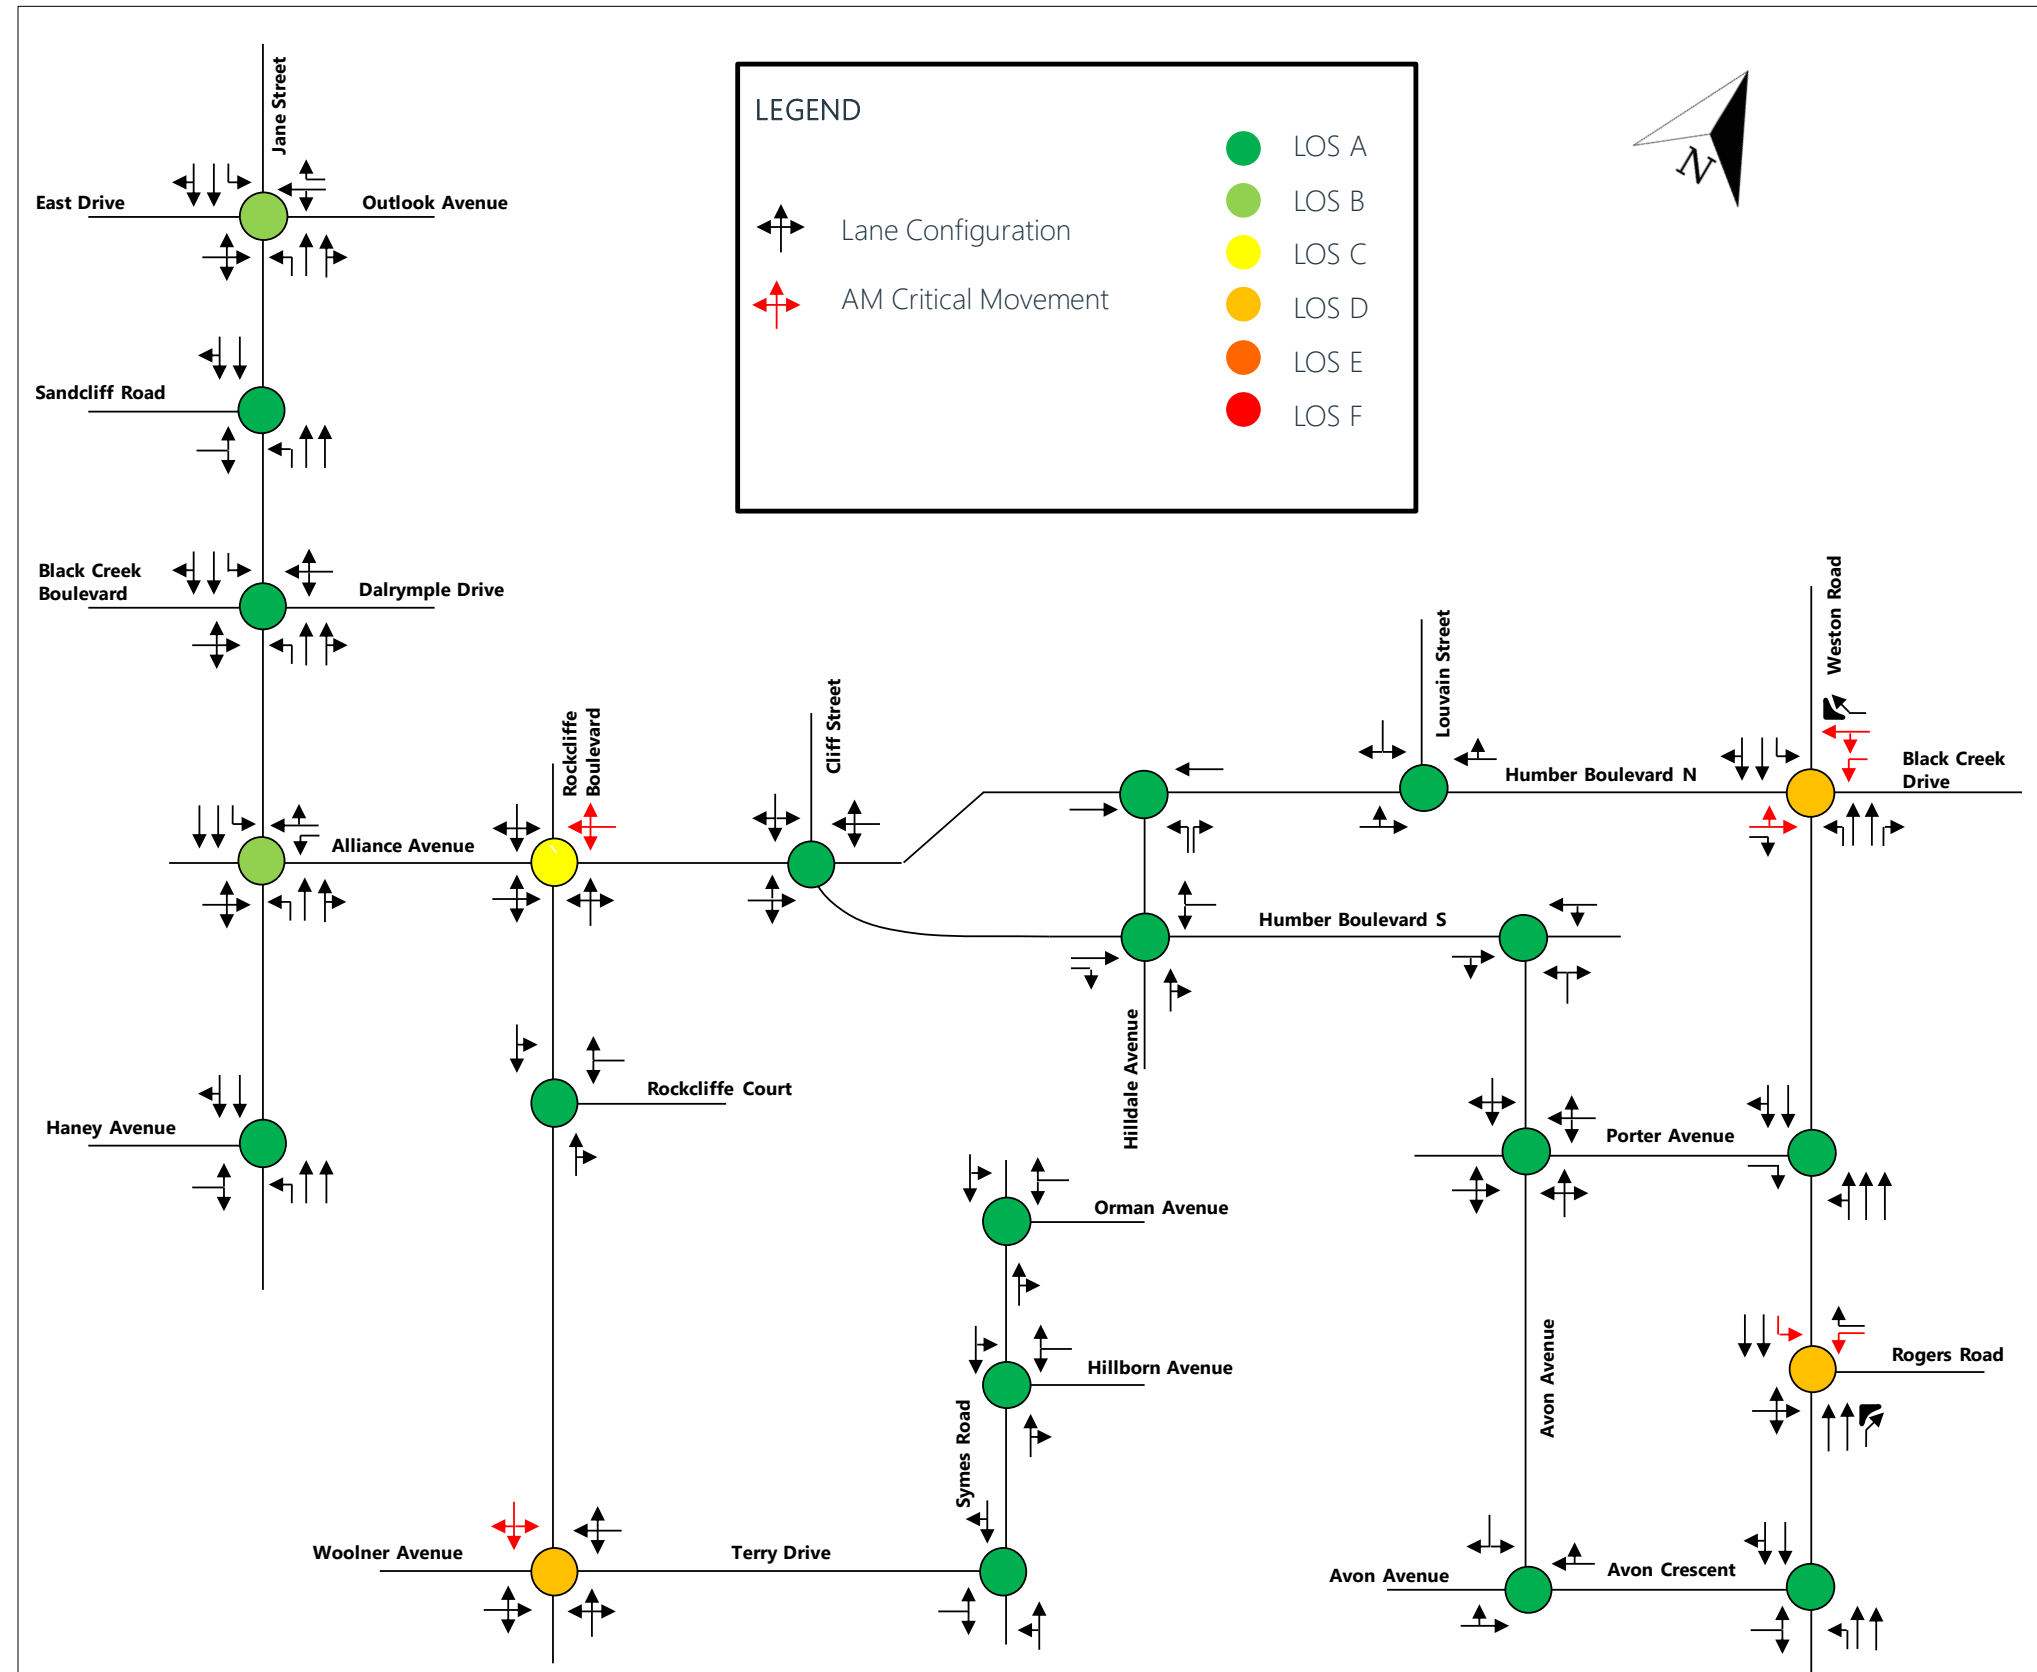 Jane Street
East Drive
Outlook Avenue
LEGEND
Lane Configuration
AM Critical Movement
LOS A
LOS B
LOS C
LOS D
LOS E
LOS F
N
Sandcliff Road
Black Creek
Boulevard
Dalrymple Drive
Alliance Avenue
Rockliffe
Boulevard
Cliff Street
Louvain Street
Weston Road
Humber Boulevard N
Black Creek
Drive
Humber Boulevard S
Hilldale Avenue
Haney Avenue
Rockcliffe Court
Porter Avenue
Orman Avenue
Hillborn Avenue
Symes Road
Avon Avenue
Rogers Road
Woolner Avenue
Terry Drive
Avon Avenue
Avon Crescent